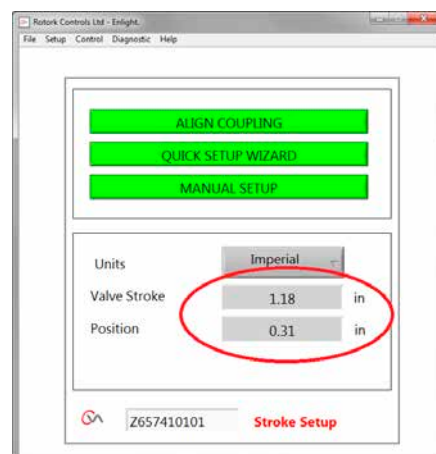 Rotork Controls Ltd - Enlight.
File Setup Control Diagnostic Help
ALIGN COUPLING
QUICK SETUP WIZARD
MANUAL SETUP
Units Imperial
Valve Stroke 1.18 in
Position 0.31 in
Z657410101 Stroke Setup